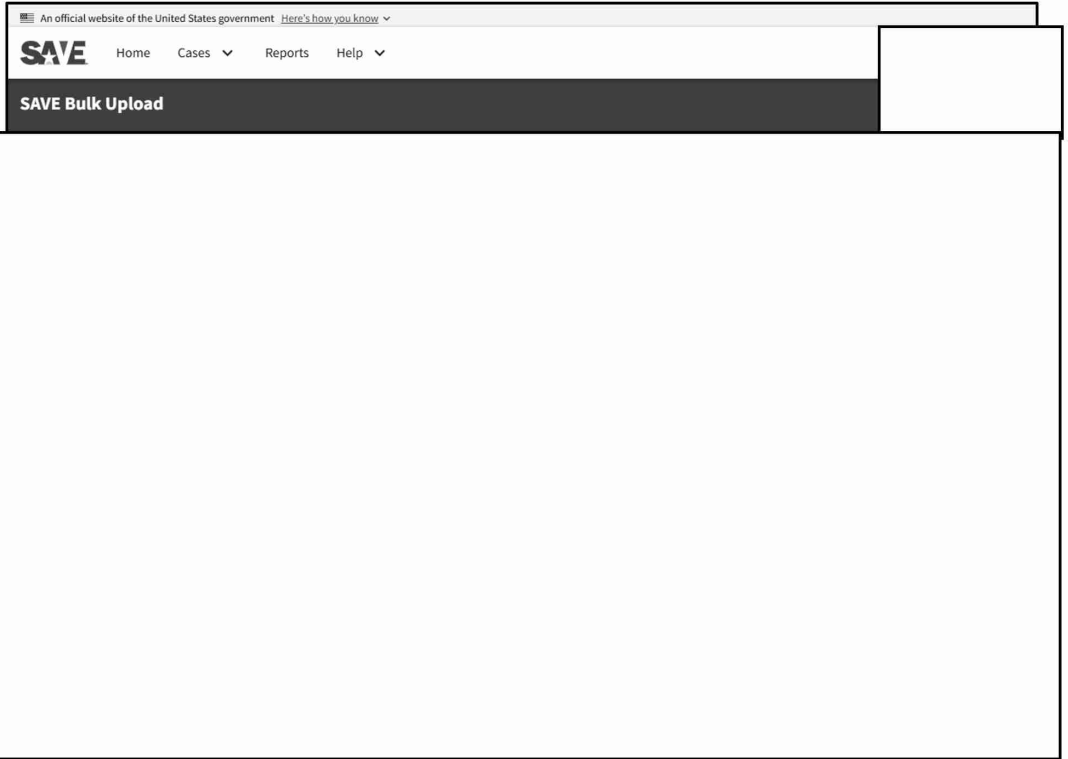 An official website of the United States government Here's how you know
SAVE Home Cases Reports Help
SAVE Bulk Upload